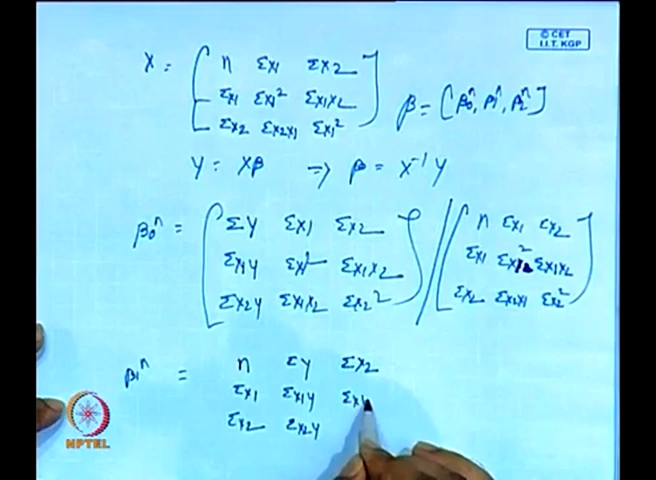 © CET
I.I.T. KGP
X = [ n Σx1 Σx2 ]
[ Σx1 Σx1² Σx1x2 ]
[ Σx2 Σx2x1 Σx1² ]
β = [β0^n, β1^n, β2^n]
Y = Xβ => β = X⁻¹ Y
β0^n = [ ΣY Σx1 Σx2 ] / [ n Σx1 Σx2 ]
[ Σx1Y Σx1² Σx1x2 ] / [ Σx1 Σx1² Σx1x2 ]
[ Σx2Y Σx1x2 Σx2² ] / [ Σx2 Σx2x1 Σx2² ]
β1^n = n ΣY Σx2
Σx1 Σx1Y Σx1
Σx2 Σx2Y
NPTEL